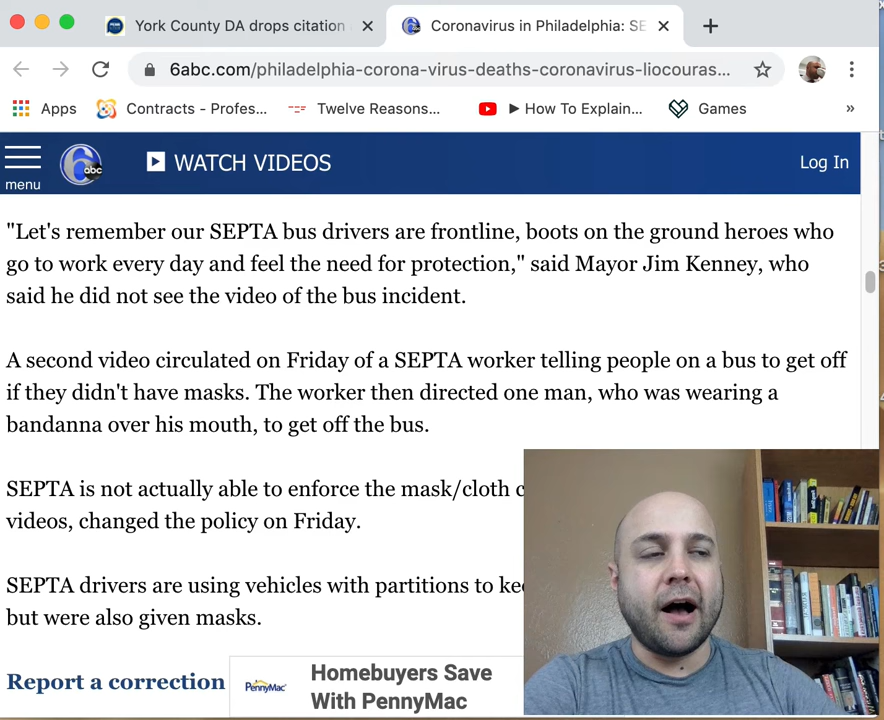 York County DA drops citation
Coronavirus in Philadelphia: SE
6abc.com/philadelphia-corona-virus-deaths-coronavirus-liocouras...
Apps
Contracts - Profes...
Twelve Reasons...
▶ How To Explain...
Games
»
menu
6
abc
WATCH VIDEOS
Log In
"Let's remember our SEPTA bus drivers are frontline, boots on the ground heroes who
go to work every day and feel the need for protection," said Mayor Jim Kenney, who
said he did not see the video of the bus incident.
A second video circulated on Friday of a SEPTA worker telling people on a bus to get off
if they didn't have masks. The worker then directed one man, who was wearing a
bandanna over his mouth, to get off the bus.
SEPTA is not actually able to enforce the mask/cloth c
videos, changed the policy on Friday.
SEPTA drivers are using vehicles with partitions to ke
but were also given masks.
Report a correction
PennyMac
Homebuyers Save
With PennyMac